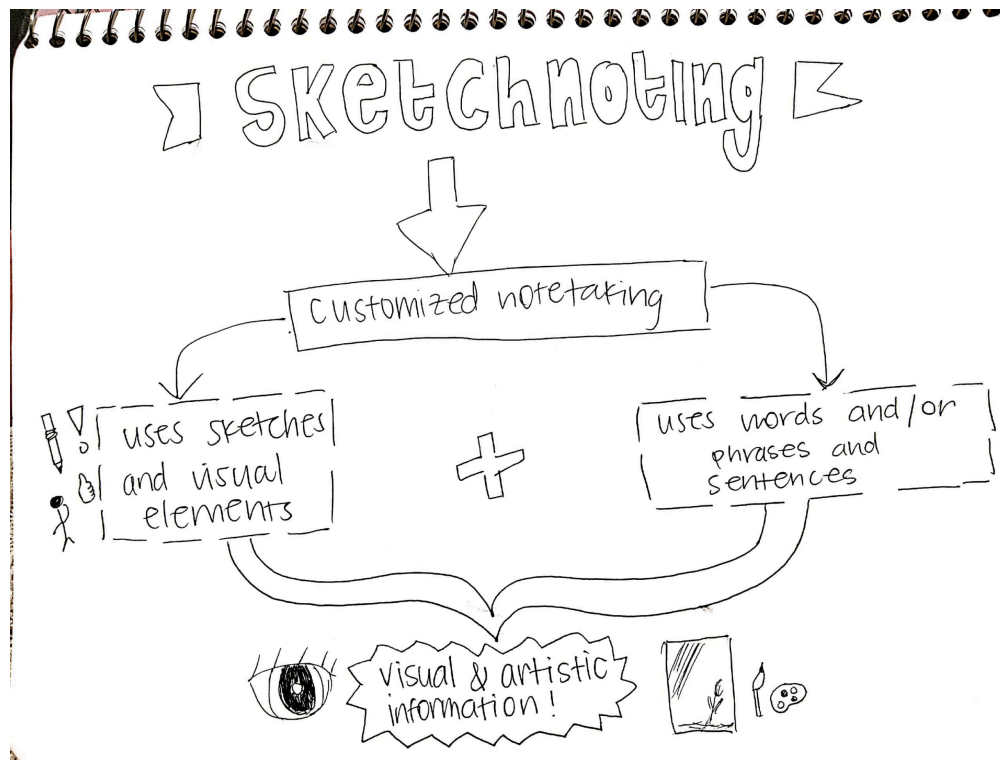 Sketchnoting
customized notetaking
uses sketches
and visual
elements
uses words and/or
phrases and
sentences
visual & artistic
information!